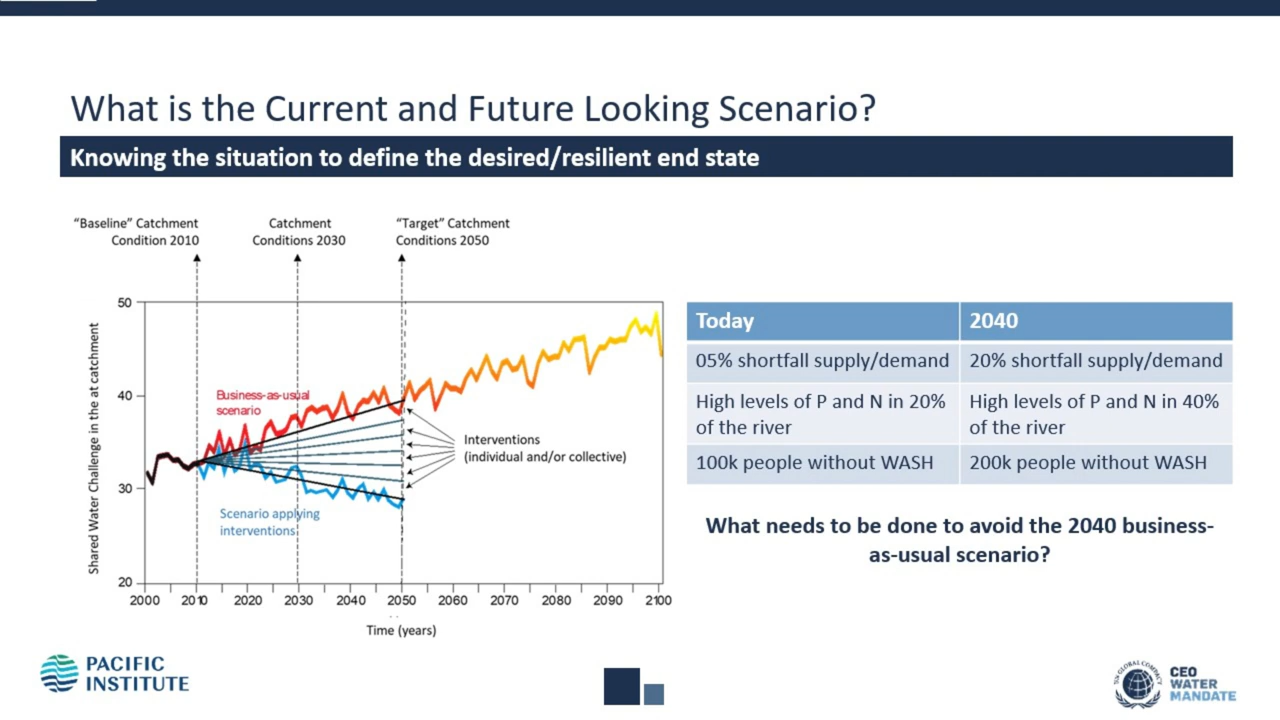 What is the Current and Future Looking Scenario?
Knowing the situation to define the desired/resilient end state
"Baseline" Catchment
Condition 2010
Catchment
Conditions 2030
"Target" Catchment
Conditions 2050
Shared Water Challenge in the at catchment
50
40
30
20
Business-as-usual
scenario
Interventions
(individual and/or collective)
Scenario applying
interventions
2000 2010 2020 2030 2040 2050 2060 2070 2080 2090 2100
Time (years)
Today 2040
05% shortfall supply/demand 20% shortfall supply/demand
High levels of P and N in 20%
of the river
High levels of P and N in 40%
of the river
100k people without WASH 200k people without WASH
What needs to be done to avoid the 2040 business-
as-usual scenario?
PACIFIC
INSTITUTE
UN GLOBAL COMPACT
CEO
WATER
MANDATE